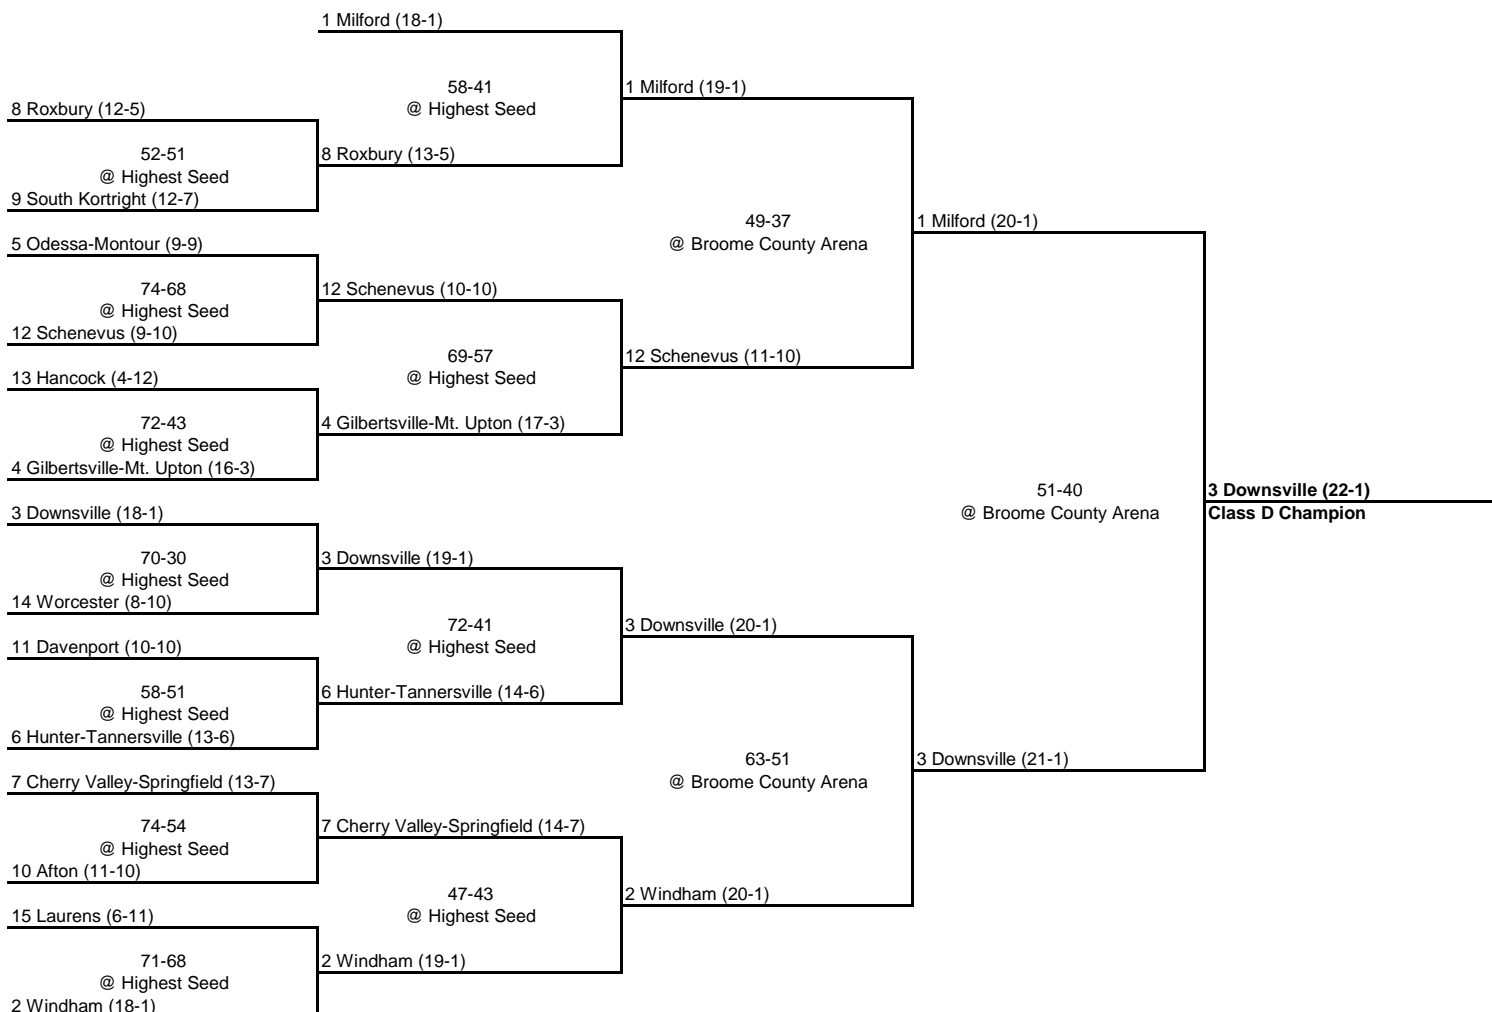 1 Milford (18-1)
58-41
@ Highest Seed
1 Milford (19-1)
8 Roxbury (12-5)
52-51
@ Highest Seed
8 Roxbury (13-5)
9 South Kortright (12-7)
49-37
@ Broome County Arena
1 Milford (20-1)
5 Odessa-Montour (9-9)
74-68
@ Highest Seed
12 Schenevus (10-10)
12 Schenevus (9-10)
69-57
@ Highest Seed
12 Schenevus (11-10)
13 Hancock (4-12)
72-43
@ Highest Seed
4 Gilbertsville-Mt. Upton (17-3)
4 Gilbertsville-Mt. Upton (16-3)
51-40
@ Broome County Arena
3 Downsville (22-1)
Class D Champion
3 Downsville (18-1)
70-30
@ Highest Seed
3 Downsville (19-1)
14 Worcester (8-10)
72-41
@ Highest Seed
3 Downsville (20-1)
11 Davenport (10-10)
58-51
@ Highest Seed
6 Hunter-Tannersville (14-6)
6 Hunter-Tannersville (13-6)
63-51
@ Broome County Arena
3 Downsville (21-1)
7 Cherry Valley-Springfield (13-7)
74-54
@ Highest Seed
7 Cherry Valley-Springfield (14-7)
10 Afton (11-10)
47-43
@ Highest Seed
2 Windham (20-1)
15 Laurens (6-11)
71-68
@ Highest Seed
2 Windham (19-1)
2 Windham (18-1)